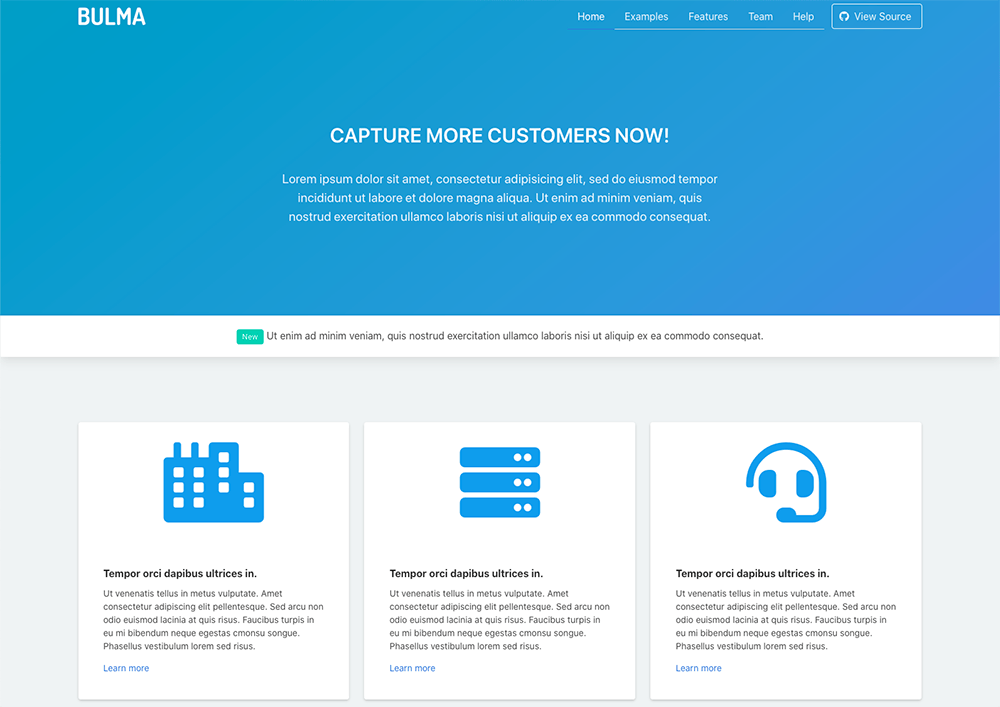 BULMA
Home Examples Features Team Help View Source
CAPTURE MORE CUSTOMERS NOW!
Lorem ipsum dolor sit amet, consectetur adipisicing elit, sed do eiusmod tempor
incididunt ut labore et dolore magna aliqua. Ut enim ad minim veniam, quis
nostrud exercitation ullamco laboris nisi ut aliquip ex ea commodo consequat.
New Ut enim ad minim veniam, quis nostrud exercitation ullamco laboris nisi ut aliquip ex ea commodo consequat.
Tempor orci dapibus ultrices in.
Ut venenatis tellus in metus vulputate. Amet
consectetur adipiscing elit pellentesque. Sed arcu non
odio euismod lacinia at quis risus. Faucibus turpis in
eu mi bibendum neque egestas cmonsu songue.
Phasellus vestibulum lorem sed risus.
Learn more
Tempor orci dapibus ultrices in.
Ut venenatis tellus in metus vulputate. Amet
consectetur adipiscing elit pellentesque. Sed arcu non
odio euismod lacinia at quis risus. Faucibus turpis in
eu mi bibendum neque egestas cmonsu songue.
Phasellus vestibulum lorem sed risus.
Learn more
Tempor orci dapibus ultrices in.
Ut venenatis tellus in metus vulputate. Amet
consectetur adipiscing elit pellentesque. Sed arcu non
odio euismod lacinia at quis risus. Faucibus turpis in
eu mi bibendum neque egestas cmonsu songue.
Phasellus vestibulum lorem sed risus.
Learn more